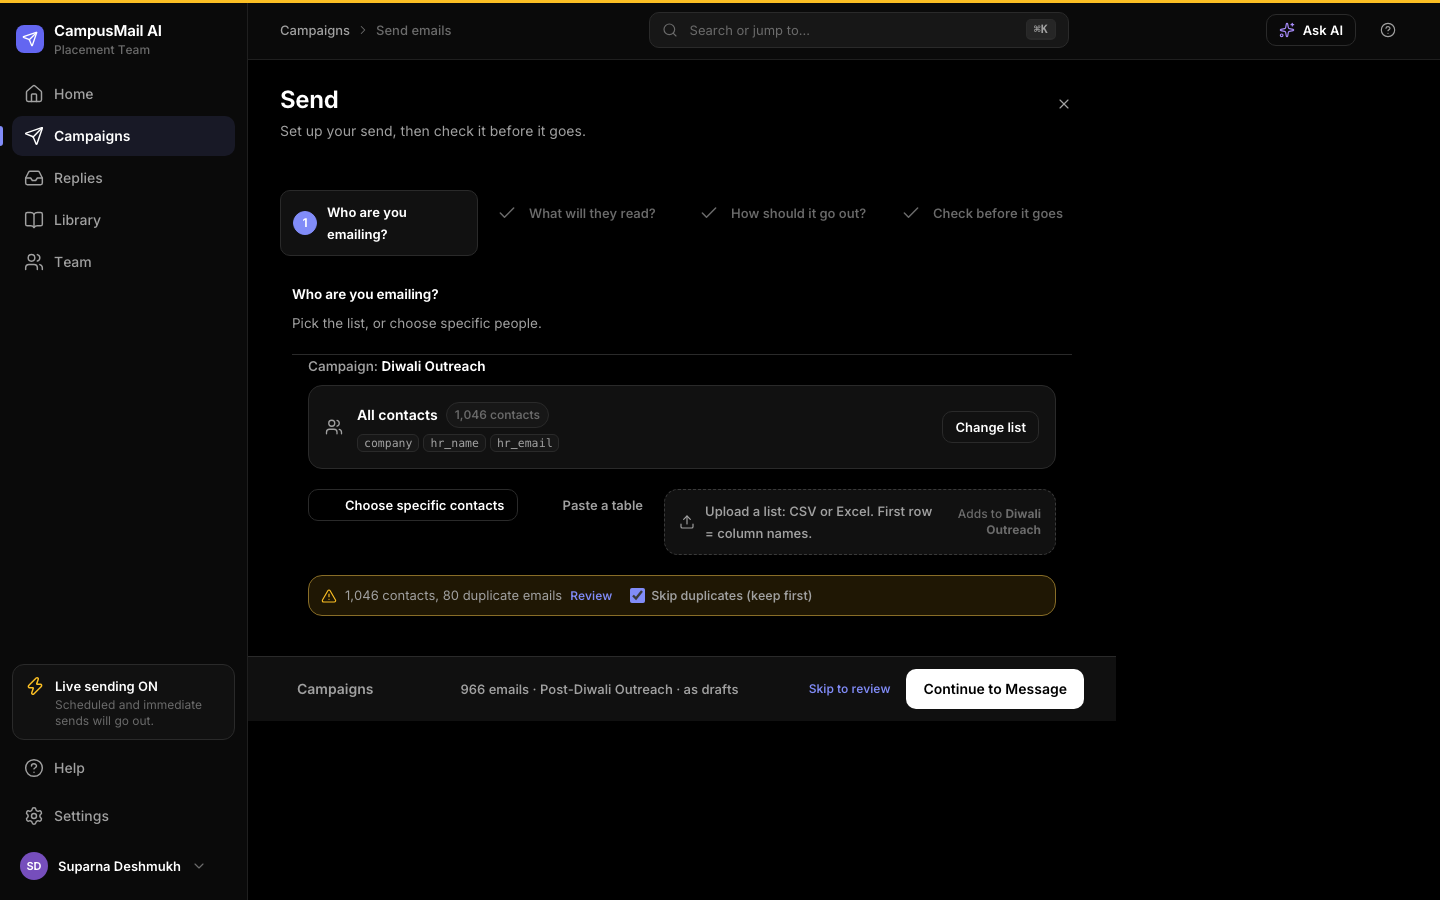 CampusMail AI
Placement Team
Home
Campaigns
Replies
Library
Team
Live sending ON
Scheduled and immediate
sends will go out.
Help
Settings
SD
Suparna Deshmukh
Campaigns > Send emails
Search or jump to...
⌘K
Ask AI
Send
Set up your send, then check it before it goes.
1
Who are you
emailing?
What will they read?
How should it go out?
Check before it goes
Who are you emailing?
Pick the list, or choose specific people.
Campaign: Diwali Outreach
All contacts
1,046 contacts
company
hr_name
hr_email
Change list
Choose specific contacts
Paste a table
Upload a list: CSV or Excel. First row
= column names.
Adds to Diwali
Outreach
1,046 contacts, 80 duplicate emails
Review
Skip duplicates (keep first)
Campaigns
966 emails · Post-Diwali Outreach · as drafts
Skip to review
Continue to Message